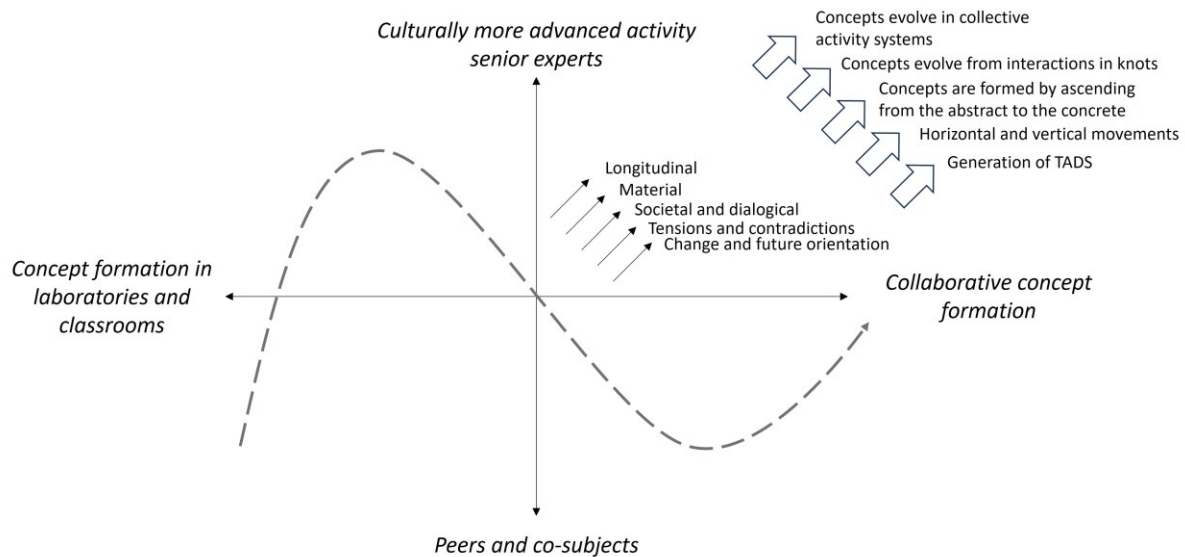 Culturally more advanced activity
senior experts
Concepts evolve in collective
activity systems
Concepts evolve from interactions in knots
Concepts are formed by ascending
from the abstract to the concrete
Horizontal and vertical movements
Generation of TADS
Longitudinal
Material
Societal and dialogical
Tensions and contradictions
Change and future orientation
Concept formation in
laboratories and
classrooms
Collaborative concept
formation
Peers and co-subjects